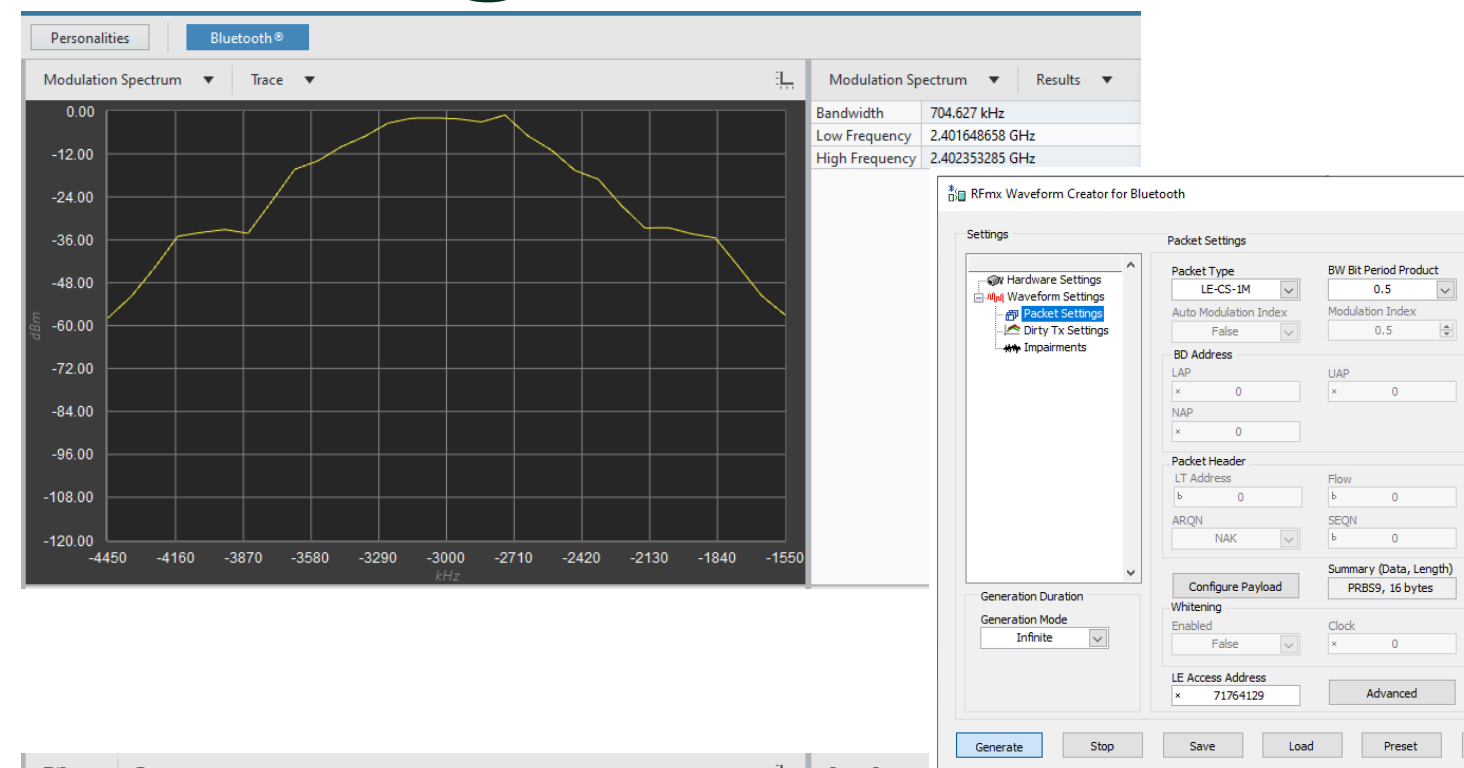 Personalities Bluetooth®
Modulation Spectrum Trace
Modulation Spectrum Results
0.00
-12.00
-24.00
-36.00
-48.00
-60.00
-72.00
-84.00
-96.00
-108.00
-120.00
dBm
-4450 -4160 -3870 -3580 -3290 -3000 -2710 -2420 -2130 -1840 -1550
kHz
Bandwidth 704.627 kHz
Low Frequency 2.401648658 GHz
High Frequency 2.402353285 GHz
RFmx Waveform Creator for Bluetooth
Settings
Hardware Settings
Waveform Settings
Packet Settings
Dirty Tx Settings
Impairments
Generation Duration
Generation Mode
Infinite
Packet Settings
Packet Type BW Bit Period Product
LE-CS-1M 0.5
Auto Modulation Index Modulation Index
False 0.5
BD Address
LAP UAP
x 0 x 0
NAP
x 0
Packet Header
LT Address Flow
b 0 b 0
ARQN SEQN
NAK b 0
Summary (Data, Length)
Configure Payload PRBS9, 16 bytes
Whitening
Enabled Clock
False x 0
LE Access Address
x 71764129 Advanced
Generate Stop Save Load Preset